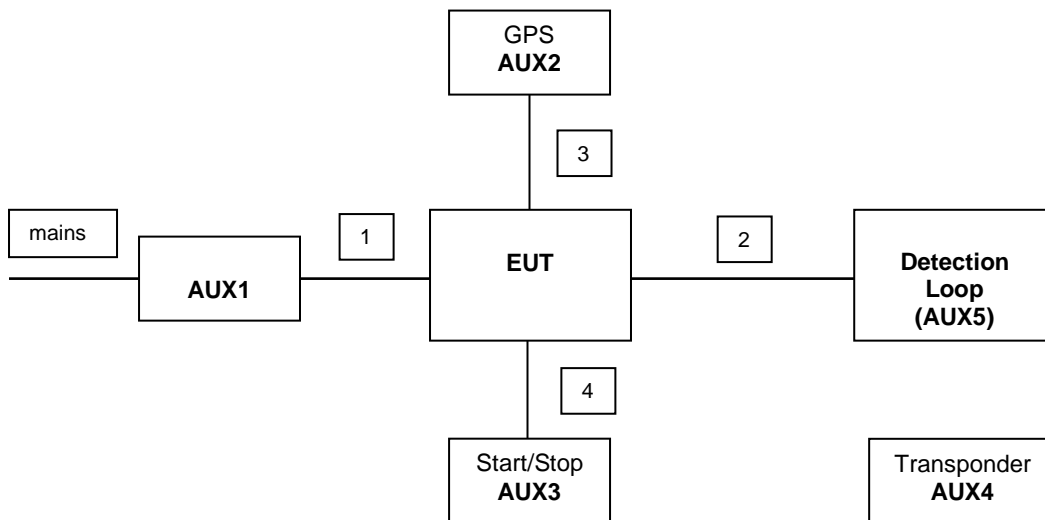 GPS
AUX2
3
mains
1
2
AUX1
EUT
Detection
Loop
(AUX5)
4
Start/Stop
AUX3
Transponder
AUX4